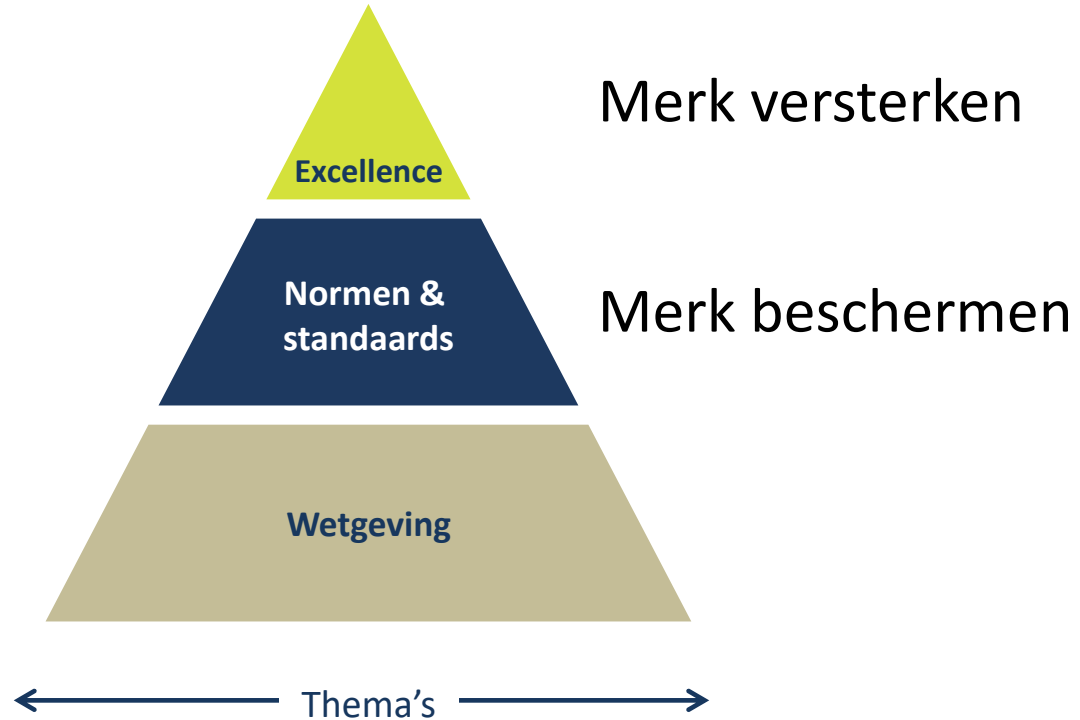 Merk versterken
Excellence
Normen &
standaards
Merk beschermen
Wetgeving
Thema's